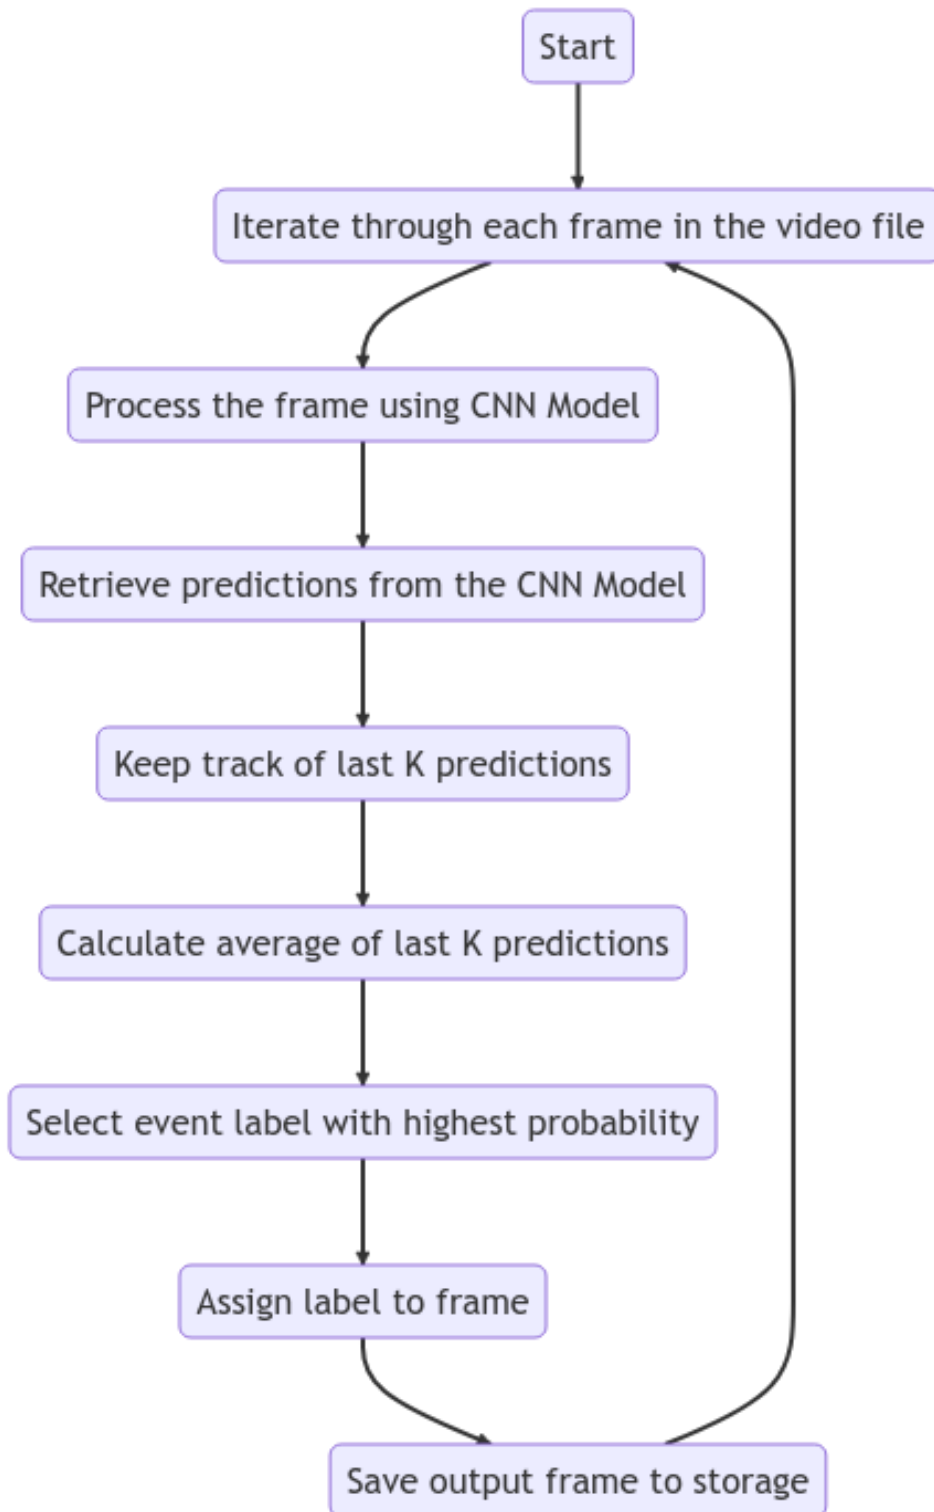 Start
Iterate through each frame in the video file
Process the frame using CNN Model
Retrieve predictions from the CNN Model
Keep track of last K predictions
Calculate average of last K predictions
Select event label with highest probability
Assign label to frame
Save output frame to storage